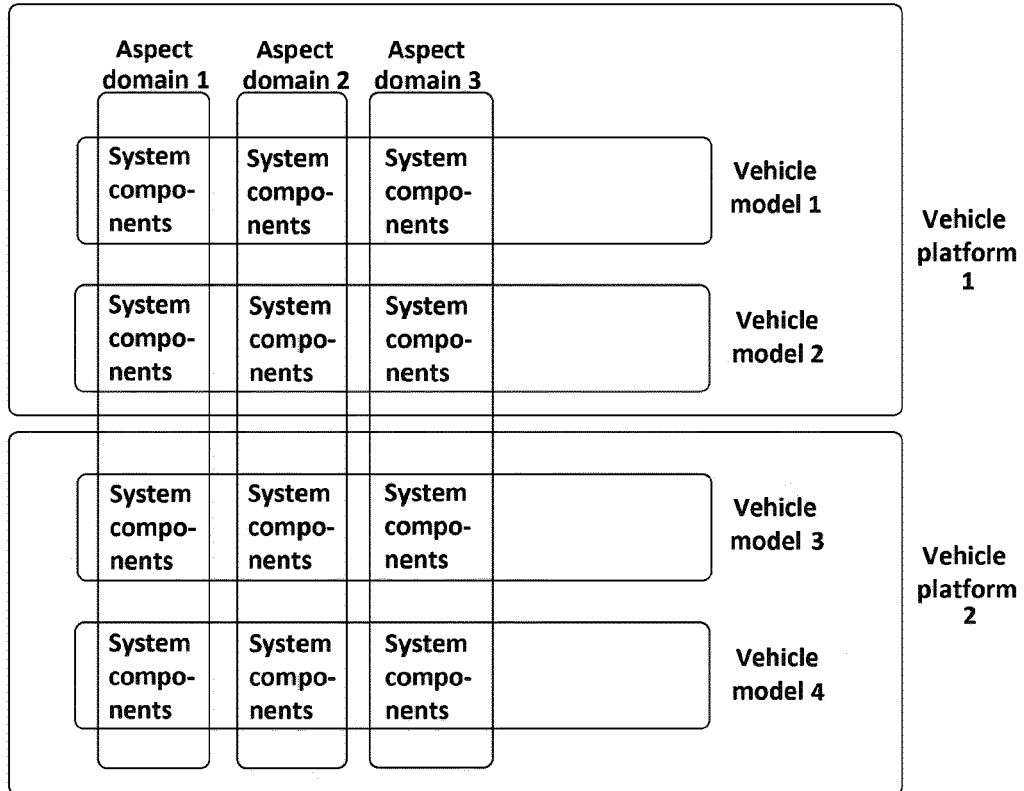 Aspect domain 1
Aspect domain 2
Aspect domain 3
System compo-nents
System compo-nents
System compo-nents
Vehicle model 1
System compo-nents
System compo-nents
System compo-nents
Vehicle model 2
Vehicle platform 1
System compo-nents
System compo-nents
System compo-nents
Vehicle model 3
System compo-nents
System compo-nents
System compo-nents
Vehicle model 4
Vehicle platform 2